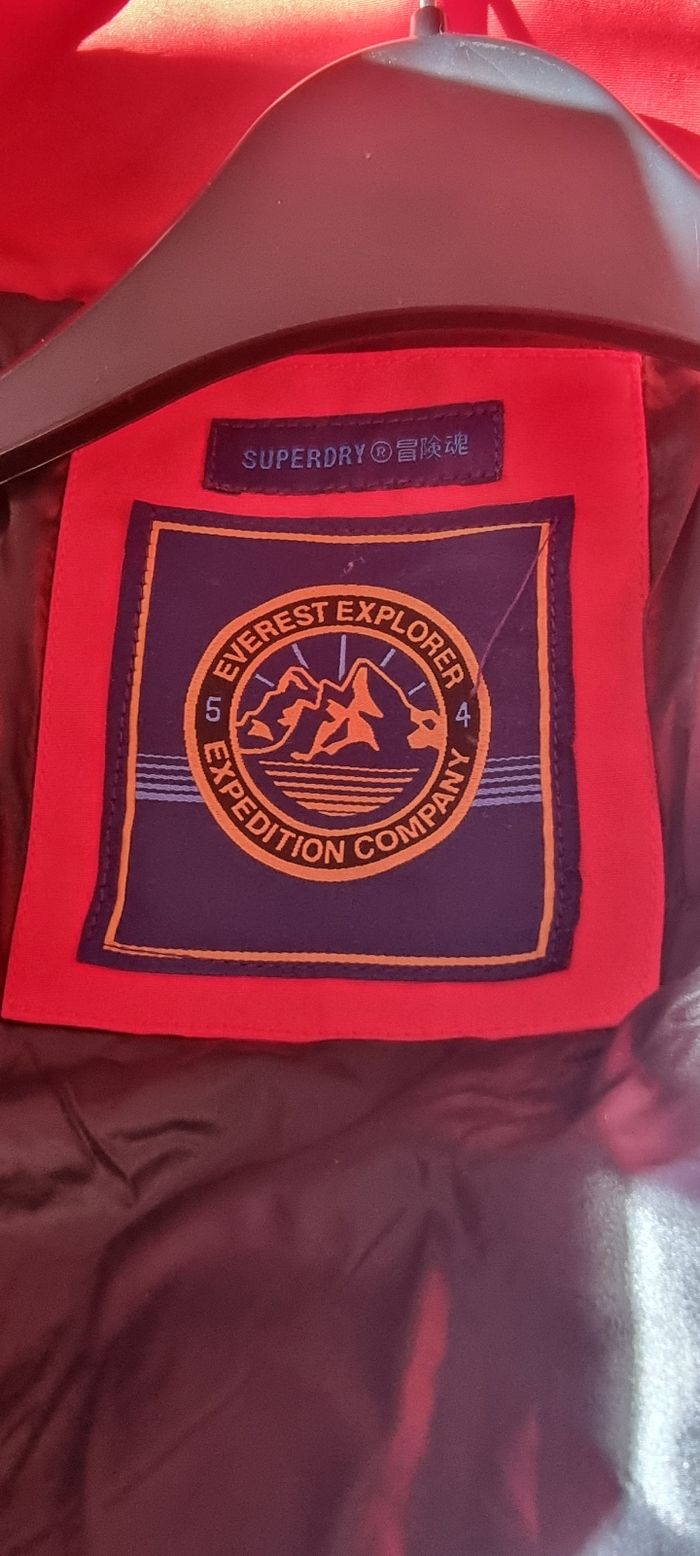 SUPERDRY® 冒険魂
EVEREST EXPLORER
5 4
EXPEDITION COMPANY